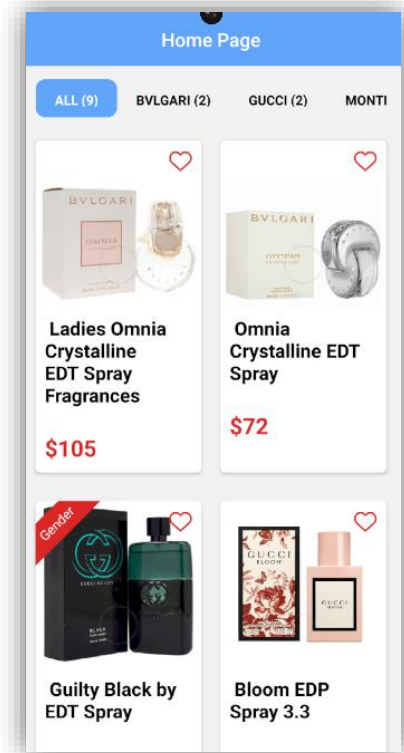 Home Page
ALL (9)
BVLGARI (2)
GUCCI (2)
MONTI
BVLGARI
OMNIA
BVLGARI
omnia
Ladies Omnia
Crystalline
EDT Spray
Fragrances
$105
Omnia
Crystalline EDT
Spray
$72
Gender
GUCCI GUILTY
BLACK
GUCCI
BLOOM
GUCCI
Guilty Black by
EDT Spray
Bloom EDP
Spray 3.3